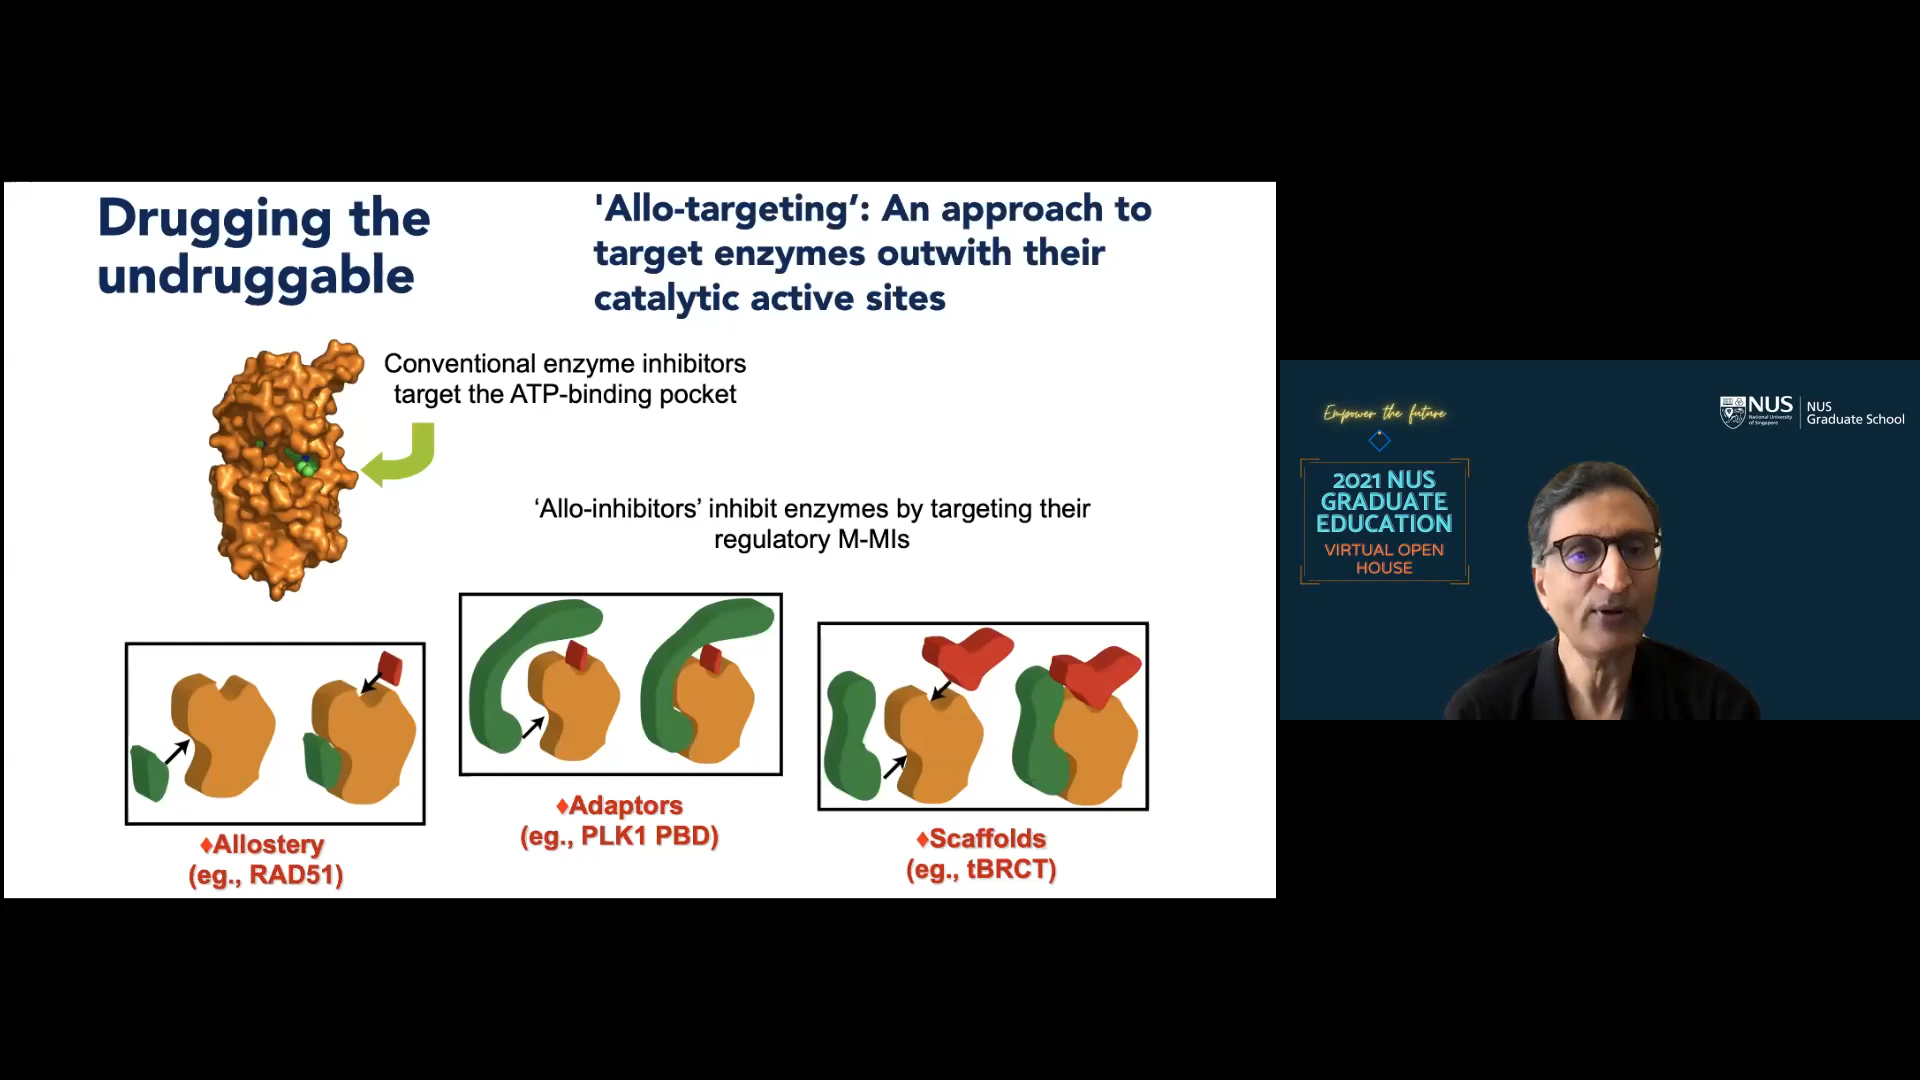 Drugging the
undruggable
'Allo-targeting’: An approach to
target enzymes outwith their
catalytic active sites
Conventional enzyme inhibitors
target the ATP-binding pocket
‘Allo-inhibitors’ inhibit enzymes by targeting their
regulatory M-MIs
♦Allostery
(eg., RAD51)
♦Adaptors
(eg., PLK1 PBD)
♦Scaffolds
(eg., tBRCT)
Empower the future
2021 NUS
GRADUATE
EDUCATION
VIRTUAL OPEN
HOUSE
NUS
National University
of Singapore
NUS
Graduate School